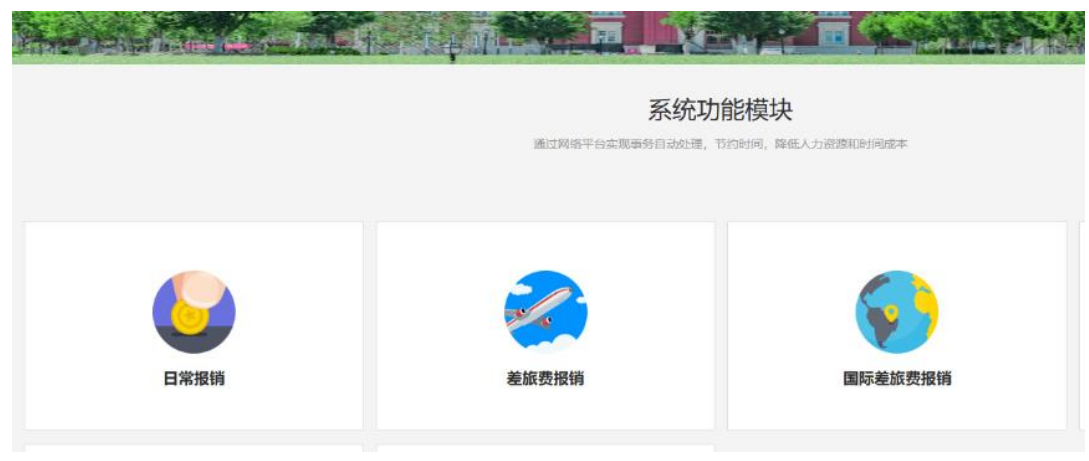 系统功能模块
通过网络平台实现事务自动处理，节约时间，降低人力资源和时间成本
日常报销
差旅费报销
国际差旅费报销